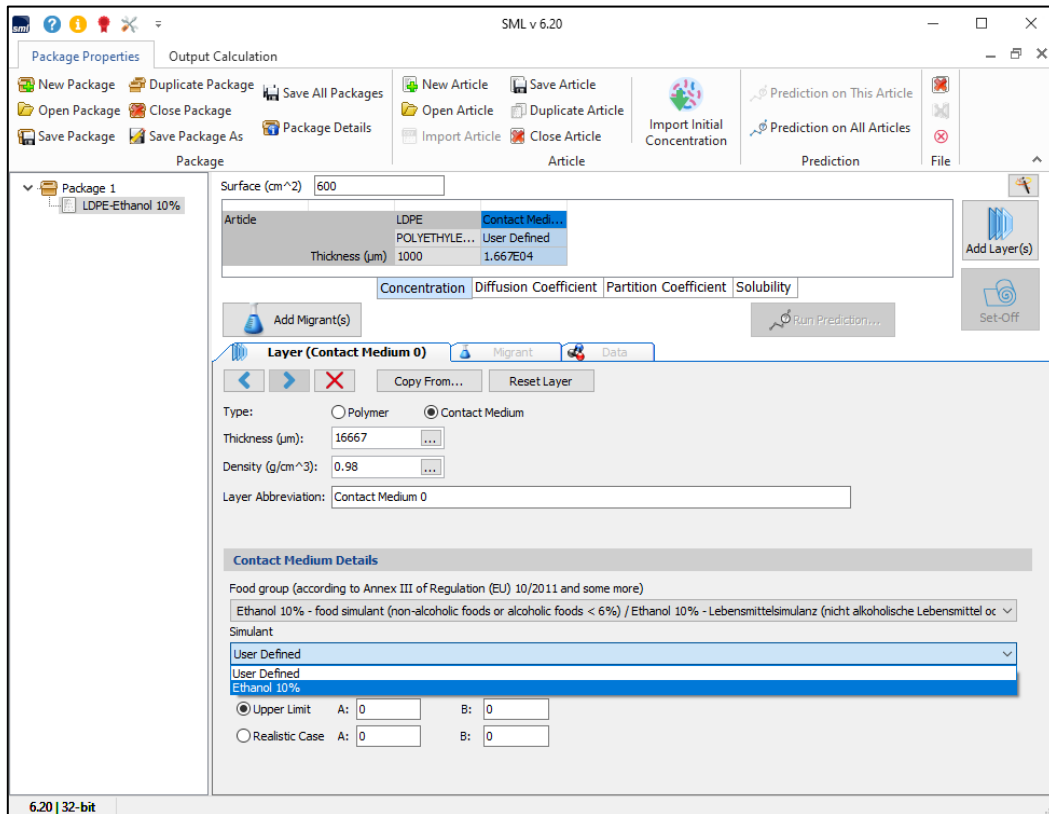 sml
SML v 6.20
Package Properties
Output Calculation
New Package
Duplicate Package
Save All Packages
Open Package
Close Package
Save Package
Save Package As
Package Details
Package
New Article
Save Article
Open Article
Duplicate Article
Import Article
Close Article
Import Initial
Concentration
Article
Prediction on This Article
Prediction on All Articles
Prediction
File
Package 1
LDPE-Ethanol 10%
Surface (cm^2) 600
Article LDPE Contact Medi...
POLYETHYLE... User Defined
Thickness (µm) 1000 1.667E04
Add Layer(s)
Set-Off
Concentration Diffusion Coefficient Partition Coefficient Solubility
Add Migrant(s)
Run Prediction...
Layer (Contact Medium 0) Migrant Data
Copy From... Reset Layer
Type: Polymer Contact Medium
Thickness (µm): 16667 ...
Density (g/cm^3): 0.98 ...
Layer Abbreviation: Contact Medium 0
Contact Medium Details
Food group (according to Annex III of Regulation (EU) 10/2011 and some more)
Ethanol 10% - food simulant (non-alcoholic foods or alcoholic foods < 6%) / Ethanol 10% - Lebensmittelsimulanz (nicht alkoholische Lebensmittel oc
Simulant
User Defined
User Defined
Ethanol 10%
Upper Limit A: 0 B: 0
Realistic Case A: 0 B: 0
6.20 | 32-bit